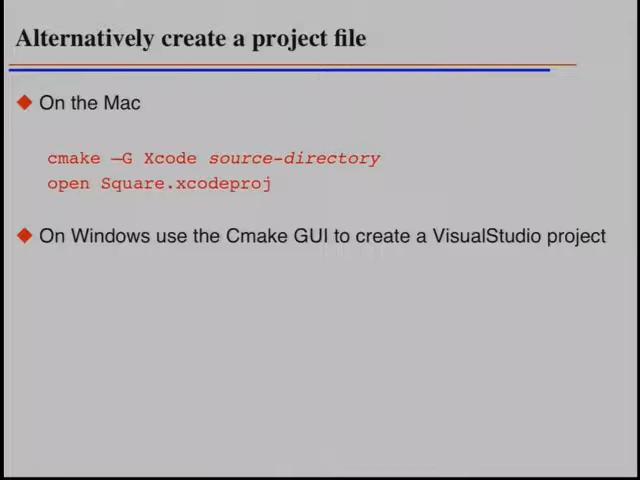 Alternatively create a project file
On the Mac
cmake –G Xcode source-directory
open Square.xcodeproj
On Windows use the Cmake GUI to create a VisualStudio project